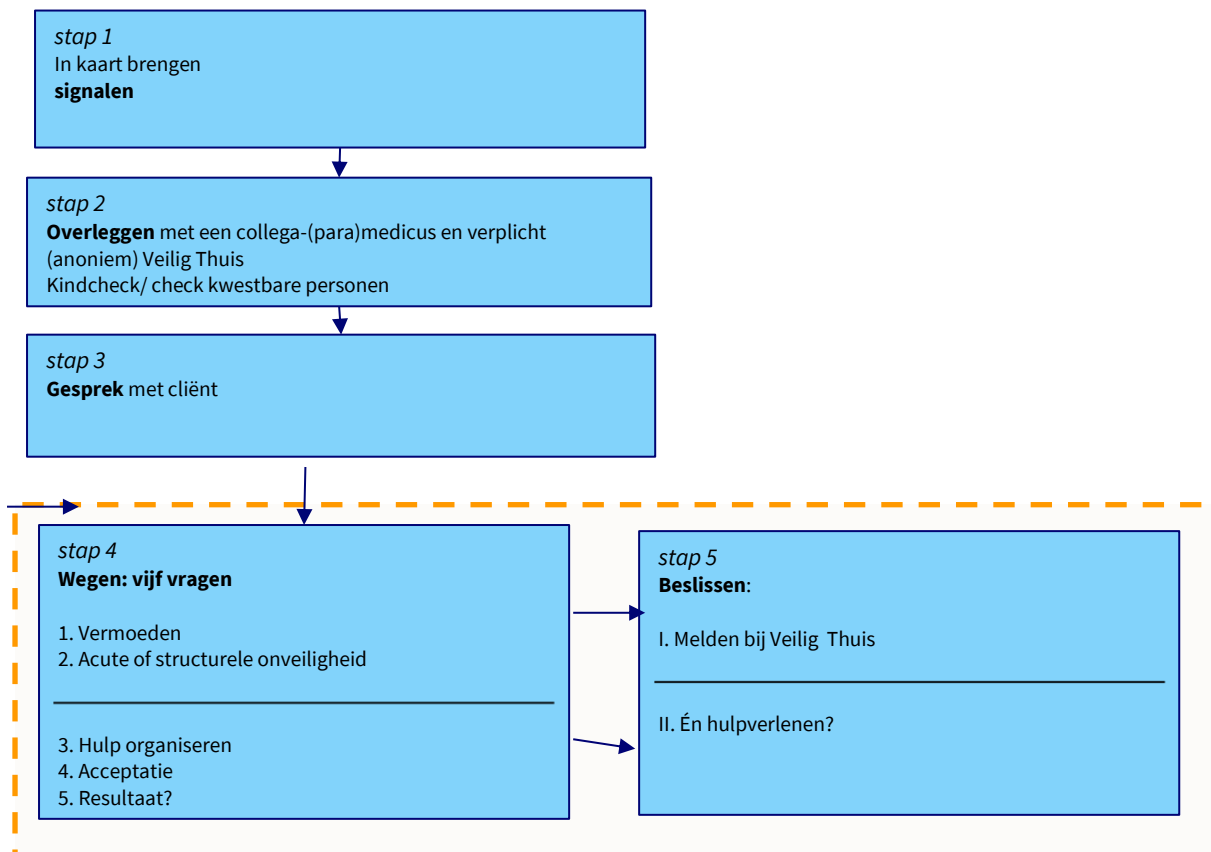 stap 1
In kaart brengen
signalen
stap 2
Overleggen met een collega-(para)medicus en verplicht
(anoniem) Veilig Thuis
Kindcheck/ check kwestbare personen
stap 3
Gesprek met cliënt
stap 4
Wegen: vijf vragen
1. Vermoeden
2. Acute of structurele onveiligheid
3. Hulp organiseren
4. Acceptatie
5. Resultaat?
stap 5
Beslissen:
I. Melden bij Veilig Thuis
II. Én hulpverlenen?